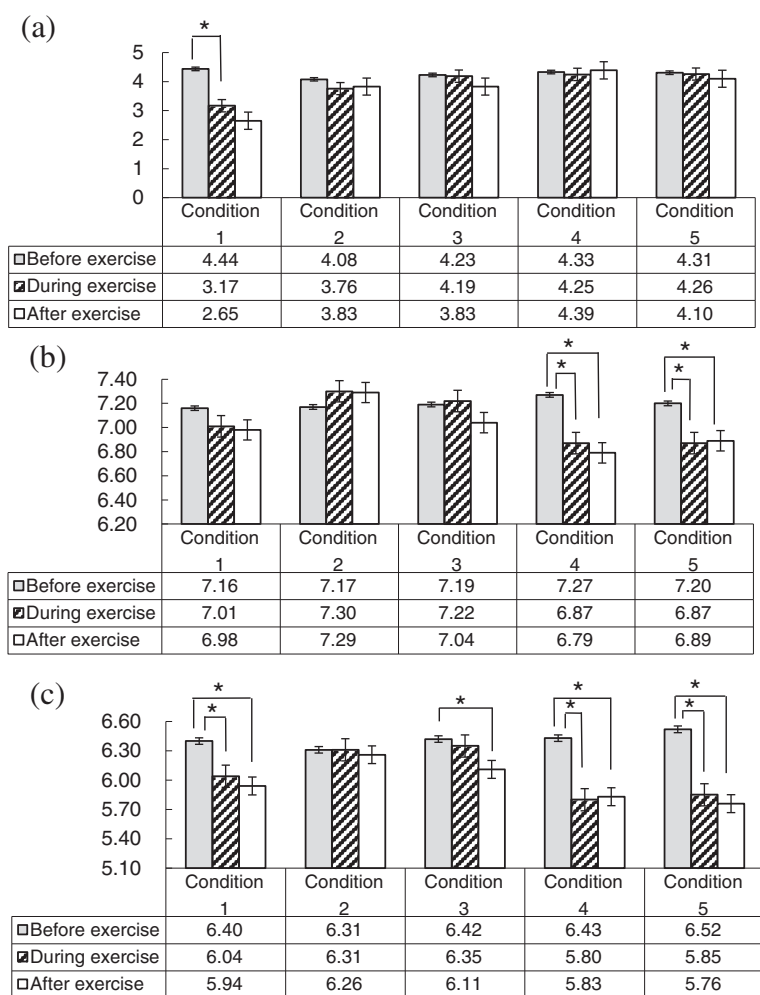 (a)
*
5
4
3
2
1
0
Condition Condition Condition Condition Condition
1 2 3 4 5
Before exercise 4.44 4.08 4.23 4.33 4.31
During exercise 3.17 3.76 4.19 4.25 4.26
After exercise 2.65 3.83 3.83 4.39 4.10
(b)
* *
* *
7.40
7.20
7.00
6.80
6.60
6.40
6.20
Condition Condition Condition Condition Condition
1 2 3 4 5
Before exercise 7.16 7.17 7.19 7.27 7.20
During exercise 7.01 7.30 7.22 6.87 6.87
After exercise 6.98 7.29 7.04 6.79 6.89
(c)
* * * *
* * *
6.60
6.30
6.00
5.70
5.40
5.10
Condition Condition Condition Condition Condition
1 2 3 4 5
Before exercise 6.40 6.31 6.42 6.43 6.52
During exercise 6.04 6.31 6.35 5.80 5.85
After exercise 5.94 6.26 6.11 5.83 5.76